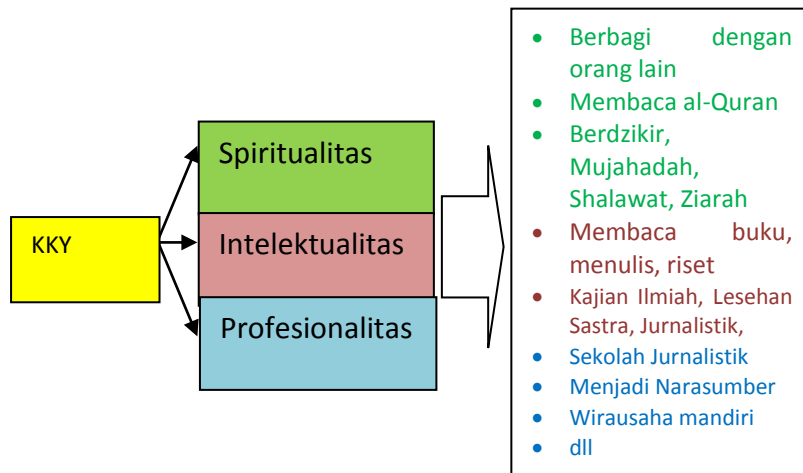 KKY
Spiritualitas
Intelektualitas
Profesionalitas
• Berbagi dengan
orang lain
• Membaca al-Quran
• Berdzikir,
Mujahadah,
Shalawat, Ziarah
• Membaca buku,
menulis, riset
• Kajian Ilmiah, Lesehan
Sastra, Jurnalistik,
• Sekolah Jurnalistik
• Menjadi Narasumber
• Wirausaha mandiri
• dll